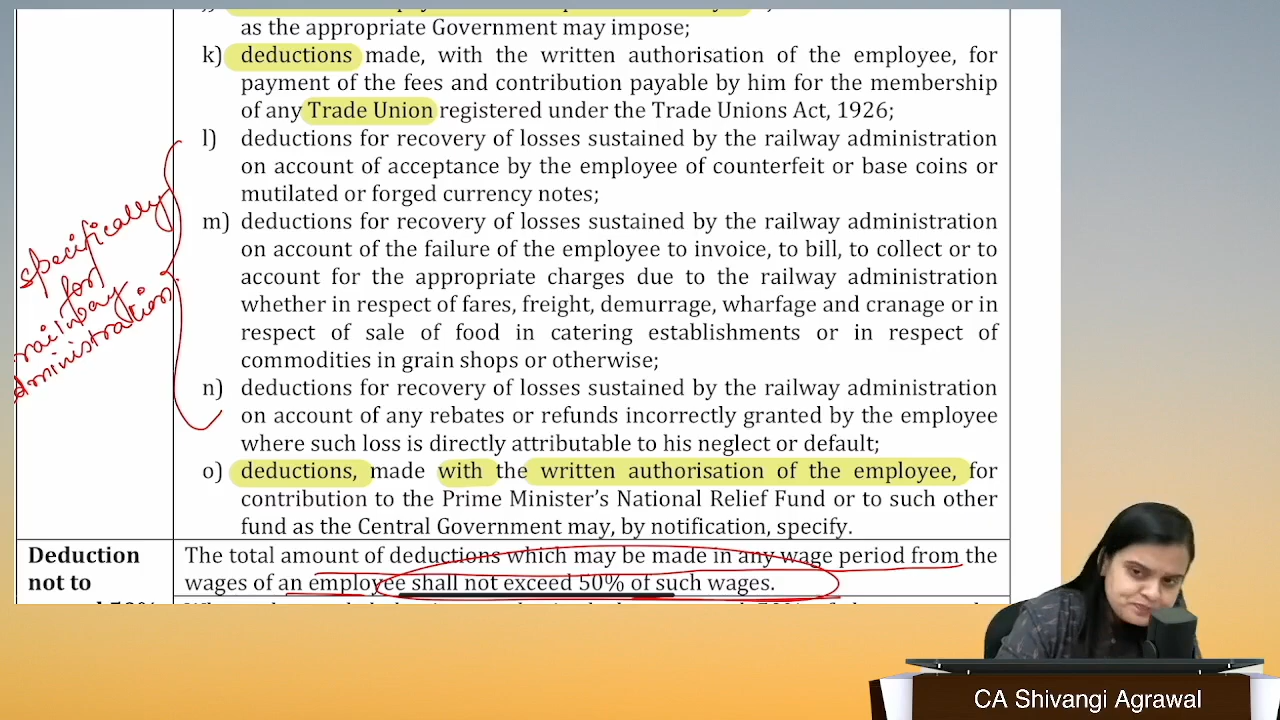 as the appropriate Government may impose;
k) deductions made, with the written authorisation of the employee, for
payment of the fees and contribution payable by him for the membership
of any Trade Union registered under the Trade Unions Act, 1926;
l) deductions for recovery of losses sustained by the railway administration
on account of acceptance by the employee of counterfeit or base coins or
mutilated or forged currency notes;
m) deductions for recovery of losses sustained by the railway administration
on account of the failure of the employee to invoice, to bill, to collect or to
account for the appropriate charges due to the railway administration
whether in respect of fares, freight, demurrage, wharfage and cranage or in
respect of sale of food in catering establishments or in respect of
commodities in grain shops or otherwise;
n) deductions for recovery of losses sustained by the railway administration
on account of any rebates or refunds incorrectly granted by the employee
where such loss is directly attributable to his neglect or default;
o) deductions, made with the written authorisation of the employee, for
contribution to the Prime Minister's National Relief Fund or to such other
fund as the Central Government may, by notification, specify.
specifically
for
railway
administration
Deduction
not to
The total amount of deductions which may be made in any wage period from the
wages of an employee shall not exceed 50% of such wages.
CA Shivangi Agrawal